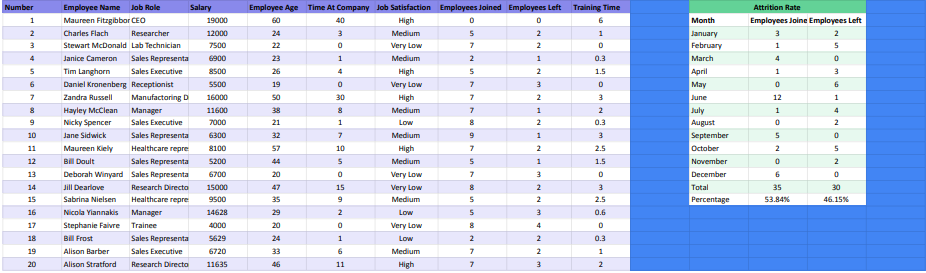 Number Employee Name Job Role Salary Employee Age Time At Company Job Satisfaction Employees Joined Employees Left Training Time
1 Maureen Fitzgibbor CEO 19000 60 40 High 0 0 6
2 Charles Flach Researcher 12000 24 3 Medium 5 2 1
3 Stewart McDonald Lab Technician 7500 22 0 Very Low 7 2 0
4 Janice Cameron Sales Representa 6900 23 1 Medium 2 1 0.3
5 Tim Langhorn Sales Executive 8500 26 4 High 5 2 1.5
6 Daniel Kronenberg Receptionist 5500 19 0 Very Low 7 3 0
7 Zandra Russell Manufactoring D 16000 50 30 High 7 2 3
8 Hayley McClean Manager 11600 38 8 Medium 7 1 2
9 Nicky Spencer Sales Executive 7000 21 1 Low 8 2 0.3
10 Jane Sidwick Sales Representa 6300 32 7 Medium 9 1 3
11 Maureen Kiely Healthcare repre 8100 57 10 High 7 2 2.5
12 Bill Doult Sales Representa 5200 44 5 Medium 5 1 1.5
13 Deborah Winyard Sales Representa 6700 20 0 Very Low 7 3 0
14 Jill Dearlove Research Directo 15000 47 15 Very Low 8 2 3
15 Sabrina Nielsen Healthcare repre 9500 35 9 Medium 5 2 2.5
16 Nicola Yiannakis Manager 14628 29 2 Low 5 3 0.6
17 Stephanie Faivre Trainee 4000 20 0 Very Low 8 4 0
18 Bill Frost Sales Representa 5629 24 1 Low 2 2 0.3
19 Alison Barber Sales Executive 6720 33 6 Medium 7 2 1
20 Alison Stratford Research Directo 11635 46 11 High 7 3 2
Attrition Rate
Month Employees Joine Employees Left
January 3 2
February 1 5
March 4 0
April 1 3
May 0 6
June 12 1
July 1 4
August 0 2
September 5 0
October 2 5
November 0 2
December 6 0
Total 35 30
Percentage 53.84% 46.15%